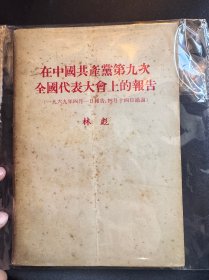 在中國共産黨第九次
全國代表大會上的報告
(一九六九年四月一日報告,四月十四日通過)
林彪